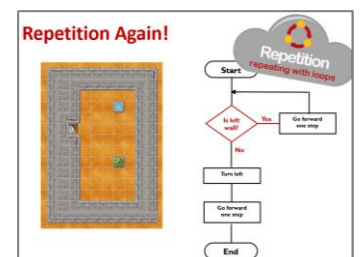 Repetition Again!
Repetition
repeating with loops
Start
Is left
wall?
Yes
Go forward
one step
No
Turn left
Go forward
one step
End